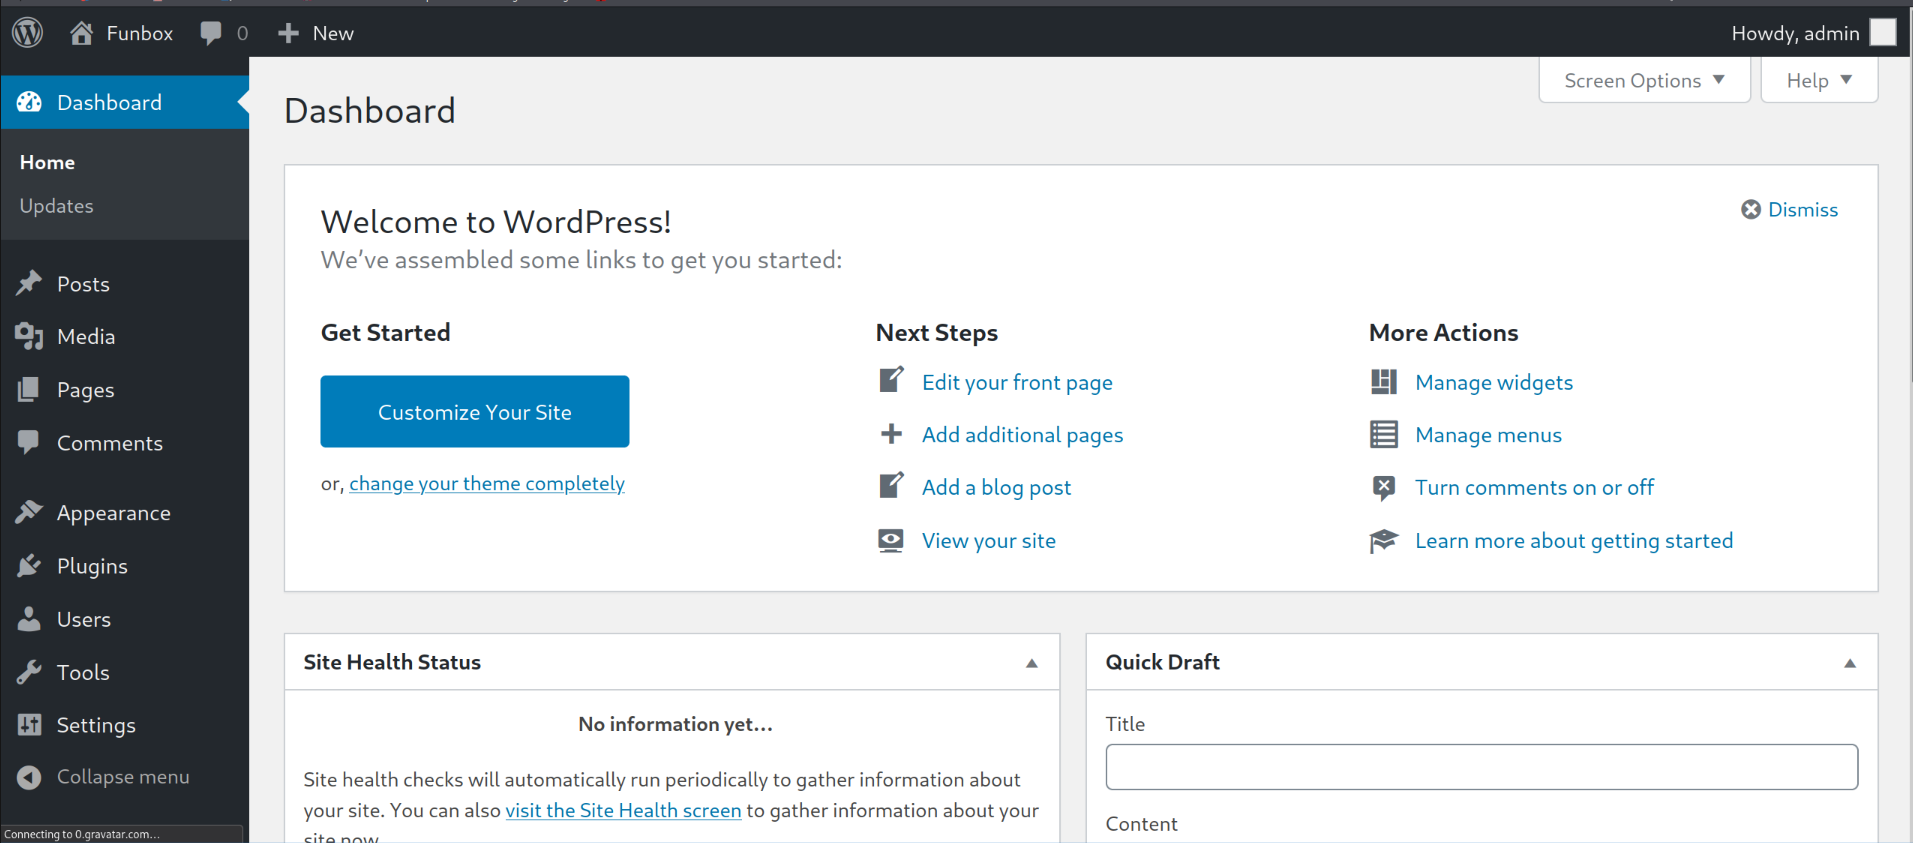 Funbox
0
New
Howdy, admin
Dashboard
Home
Updates
Posts
Media
Pages
Comments
Appearance
Plugins
Users
Tools
Settings
Collapse menu
Connecting to 0.gravatar.com...
Screen Options
Help
Dashboard
Welcome to WordPress!
We’ve assembled some links to get you started:
Dismiss
Get Started
Customize Your Site
or, change your theme completely
Next Steps
Edit your front page
Add additional pages
Add a blog post
View your site
More Actions
Manage widgets
Manage menus
Turn comments on or off
Learn more about getting started
Site Health Status
No information yet…
Site health checks will automatically run periodically to gather information about
your site. You can also visit the Site Health screen to gather information about your
site now.
Quick Draft
Title
Content